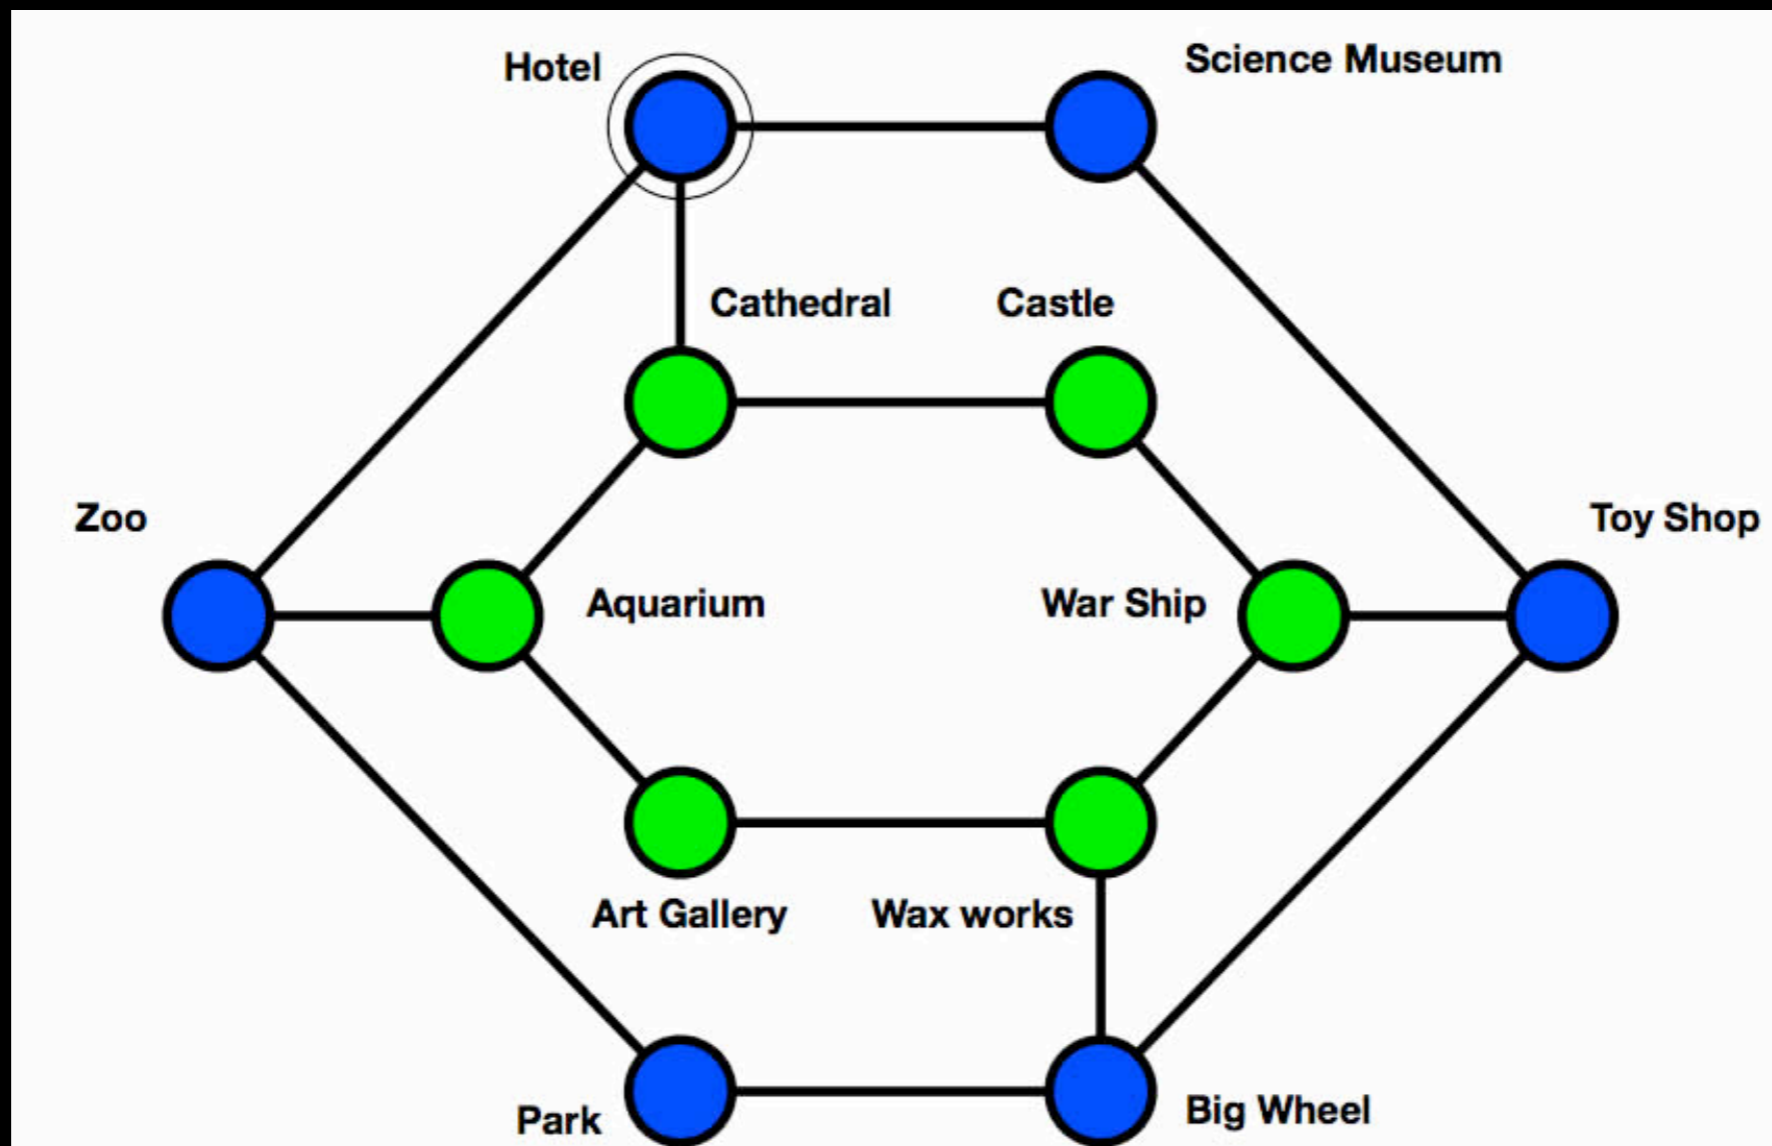 Hotel
Science Museum
Cathedral
Castle
Zoo
Toy Shop
Aquarium
War Ship
Art Gallery
Wax works
Park
Big Wheel